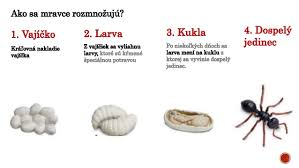 Ako sa mravce rozmnožujú?
1. Vajíčko
Kráľovná nakladie
vajíčka
2. Larva
Z vajíčok sa vyliahnu
larvy, ktoré sú kŕmené
špeciálnou potravou
3. Kukla
Po niekoľkých dňoch sa
larva mení na kuklu z
ktorej sa vyvinie dospelý
jedinec.
4. Dospelý
jedinec